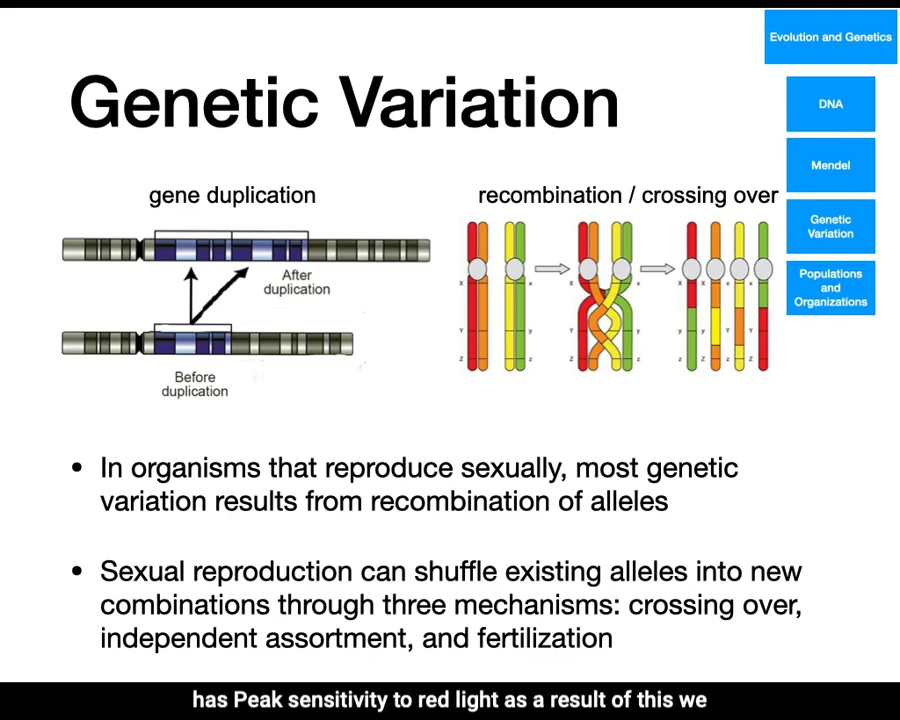 Evolution and Genetics
Genetic Variation
DNA
Mendel
Genetic
Variation
Populations
and
Organizations
gene duplication
recombination / crossing over
After
duplication
Before
duplication
X
x
X
x
X
x
X
x
Y
y
Y
y
y
Y
y
Y
Z
z
Z
z
z
Z
z
Z
• In organisms that reproduce sexually, most genetic
variation results from recombination of alleles
• Sexual reproduction can shuffle existing alleles into new
combinations through three mechanisms: crossing over,
independent assortment, and fertilization
has Peak sensitivity to red light as a result of this we